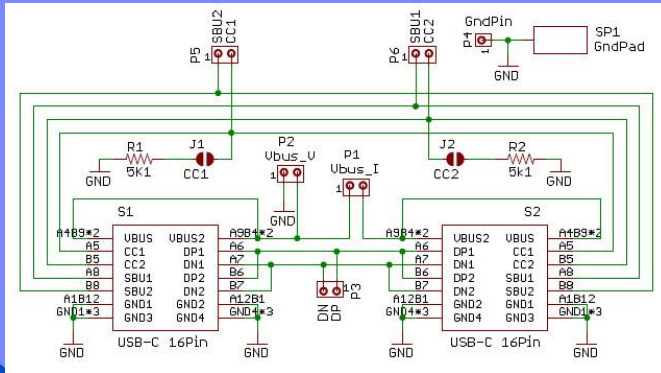 SBU2
CC1
P5
1
SBU1
CC2
P6
1
GndPin
P4
1
GND
SP1
GndPad
R1
5K1
GND
J1
CC1
P2
Vbus_V
1
GND
P1
Vbus_I
1
J2
CC2
R2
5k1
GND
S1
A4B9*2 VBUS VBUS2 A9B4*2
A5 CC1 DP1 A6
B5 CC2 DN1 A7
A8 SBU1 DP2 B6
B8 SBU2 DN2 B7
A1B12 GND1 GND2 A12B1
GND1*3 GND3 GND4 GND4*3
USB-C 16Pin
GND
GND
DN
DP
1
P3
S2
A9B4*2 VBUS2 VBUS A4B9*2
A6 DP1 CC1 A5
A7 DN1 CC2 B5
B6 DP2 SBU1 A8
B7 DN2 SBU2 B8
A12B1 GND2 GND1 A1B12
GND4*3 GND4 GND3 GND1*3
USB-C 16Pin
GND
GND